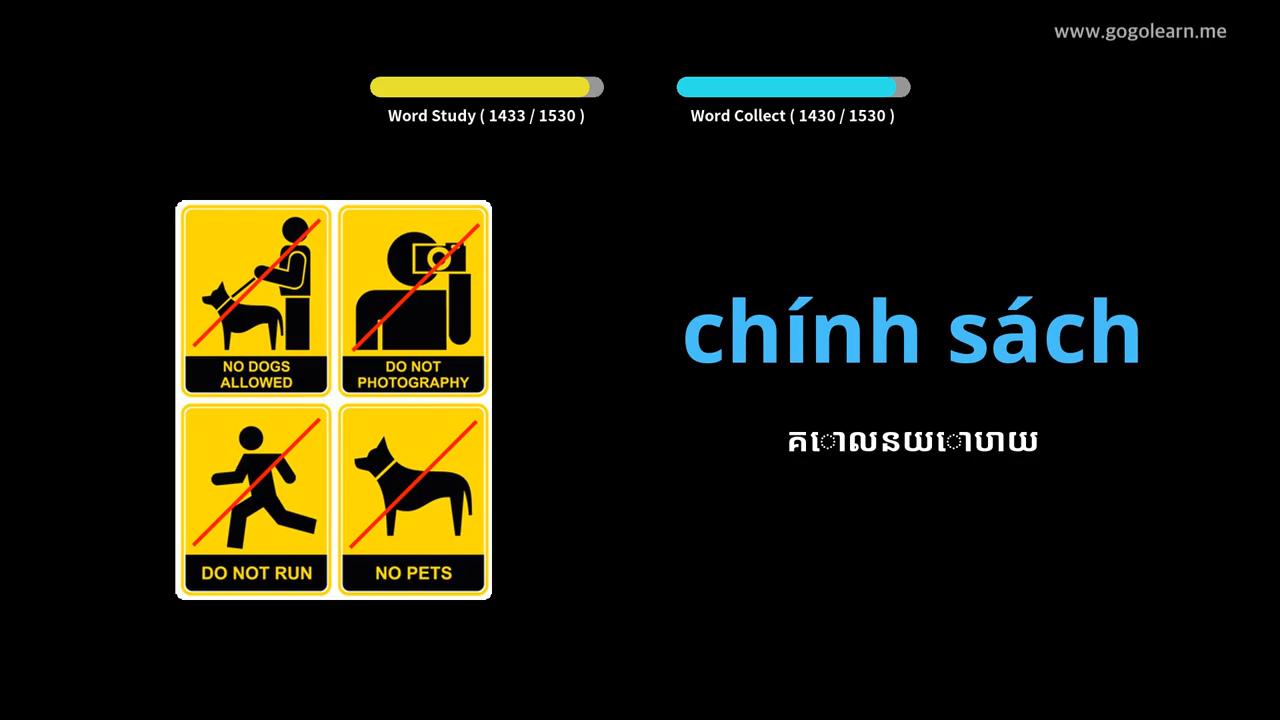 www.gogolearn.me
Word Study ( 1433 / 1530 )
Word Collect ( 1430 / 1530 )
NO DOGS
ALLOWED
DO NOT
PHOTOGRAPHY
DO NOT RUN
NO PETS
chính sách
គោលនយោបាយ